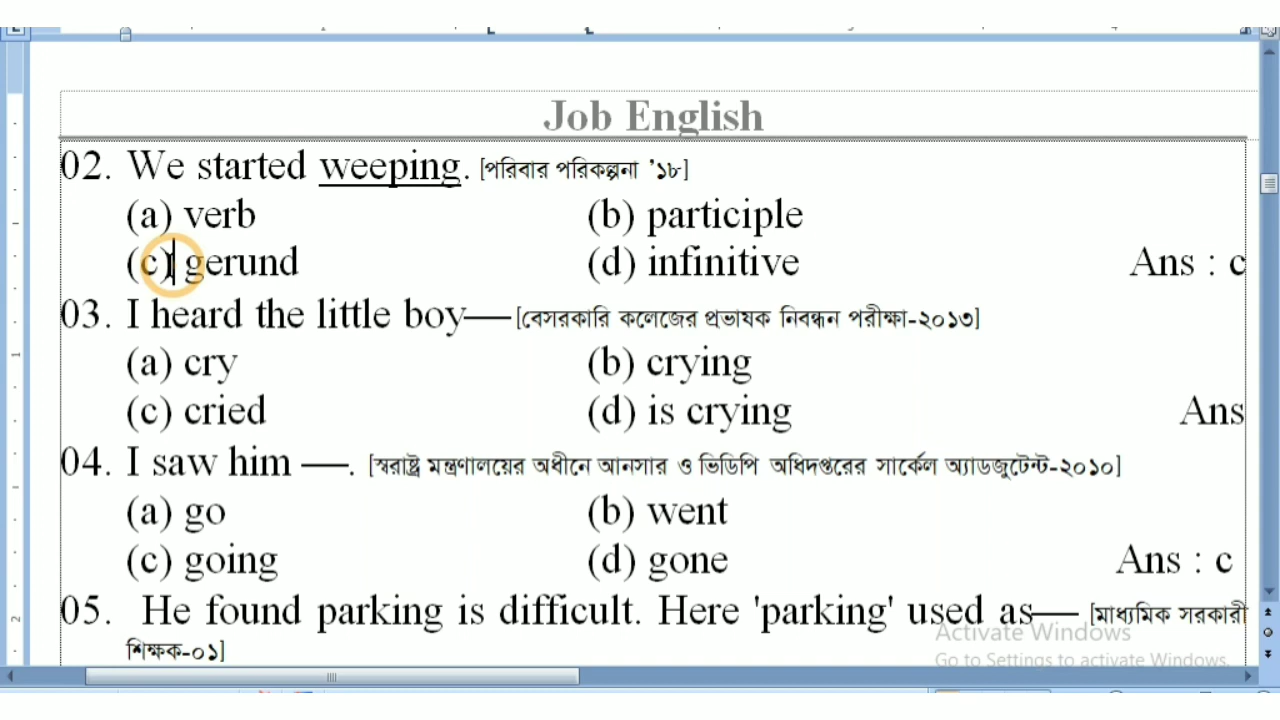 Job English
02. We started weeping. [পরিবার পরিকল্পনা '১৮]
(a) verb (b) participle
(c) gerund (d) infinitive Ans : c
03. I heard the little boy— [বেসরকারি কলেজের প্রভাষক নিবন্ধন পরীক্ষা-২০১৩]
(a) cry (b) crying
(c) cried (d) is crying Ans
04. I saw him —. [স্বরাষ্ট্র মন্ত্রণালয়ের অধীনে আনসার ও ভিডিপি অধিদপ্তরের সার্কেল অ্যাডজুটেন্ট-২০১০]
(a) go (b) went
(c) going (d) gone Ans : c
05. He found parking is difficult. Here 'parking' used as— [মাধ্যমিক সরকারী
শিক্ষক-০১]
Activate Windows
Go to Settings to activate Windows.